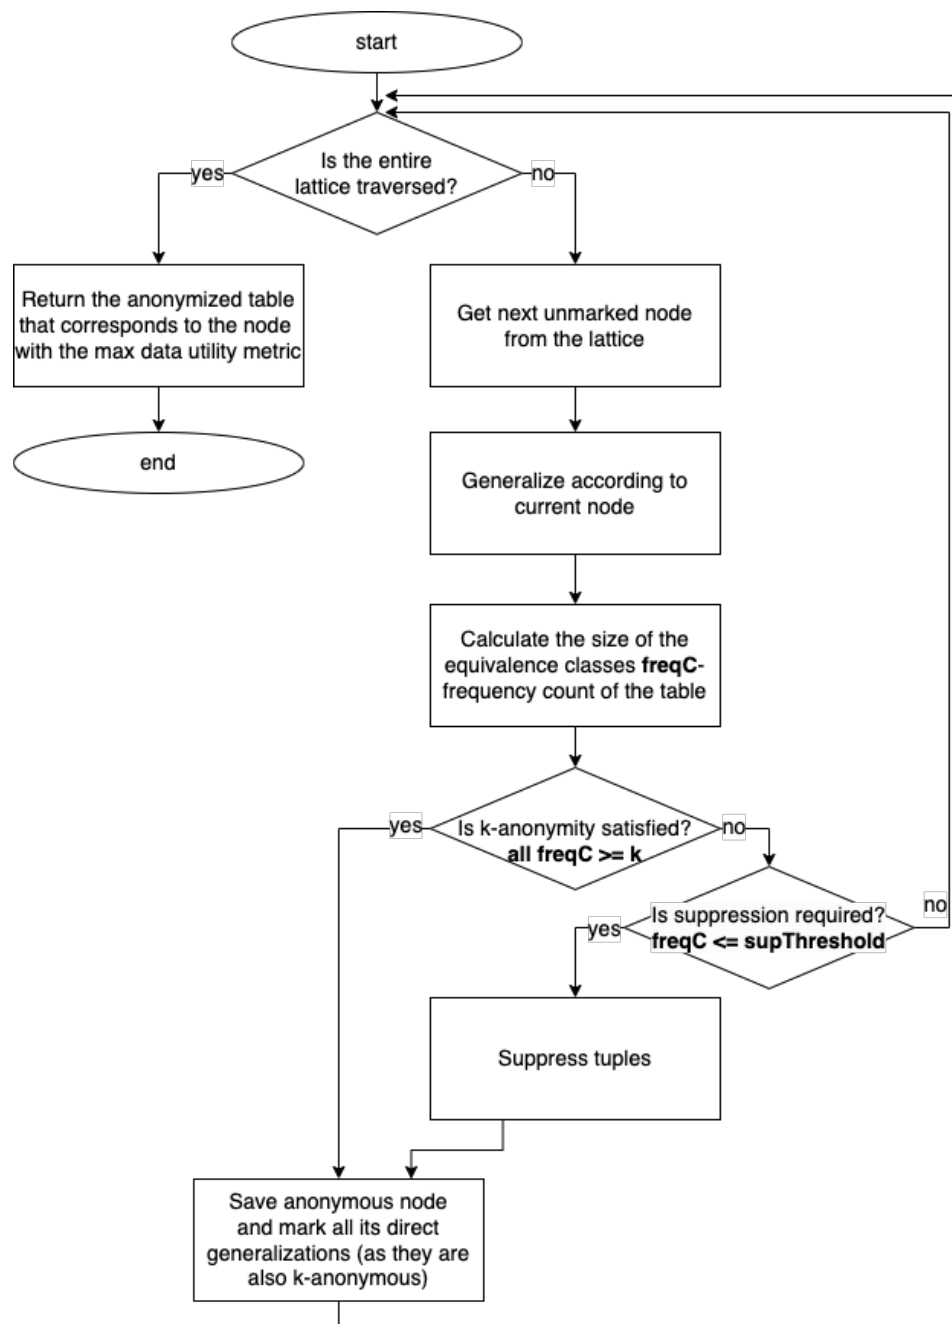 start
Is the entire
lattice traversed?
yes
no
Return the anonymized table
that corresponds to the node
with the max data utility metric
Get next unmarked node
from the lattice
end
Generalize according to
current node
Calculate the size of the
equivalence classes freqC-
frequency count of the table
yes
Is k-anonymity satisfied?
all freqC >= k
no
Is suppression required?
freqC <= supThreshold
yes
no
Suppress tuples
Save anonymous node
and mark all its direct
generalizations (as they are
also k-anonymous)